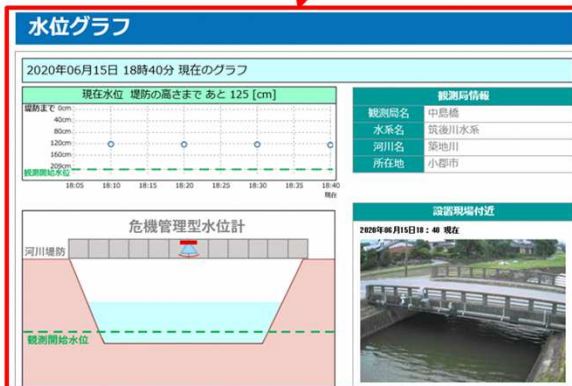 水位グラフ
2020年06月15日 18時40分 現在のグラフ
現在水位 堤防の高さまで あと 125 [cm]
堤防まで 0cm
40cm
80cm
120cm
160cm
200cm
観測開始水位
18:05 18:10 18:15 18:20 18:25 18:30 18:35 18:40
現在
観測局情報
観測局名 中島橋
水系名 筑後川水系
河川名 築地川
所在地 小郡市
危機管理型水位計
河川堤防
観測開始水位
設置現場付近
2020年06月15日18:40 現在